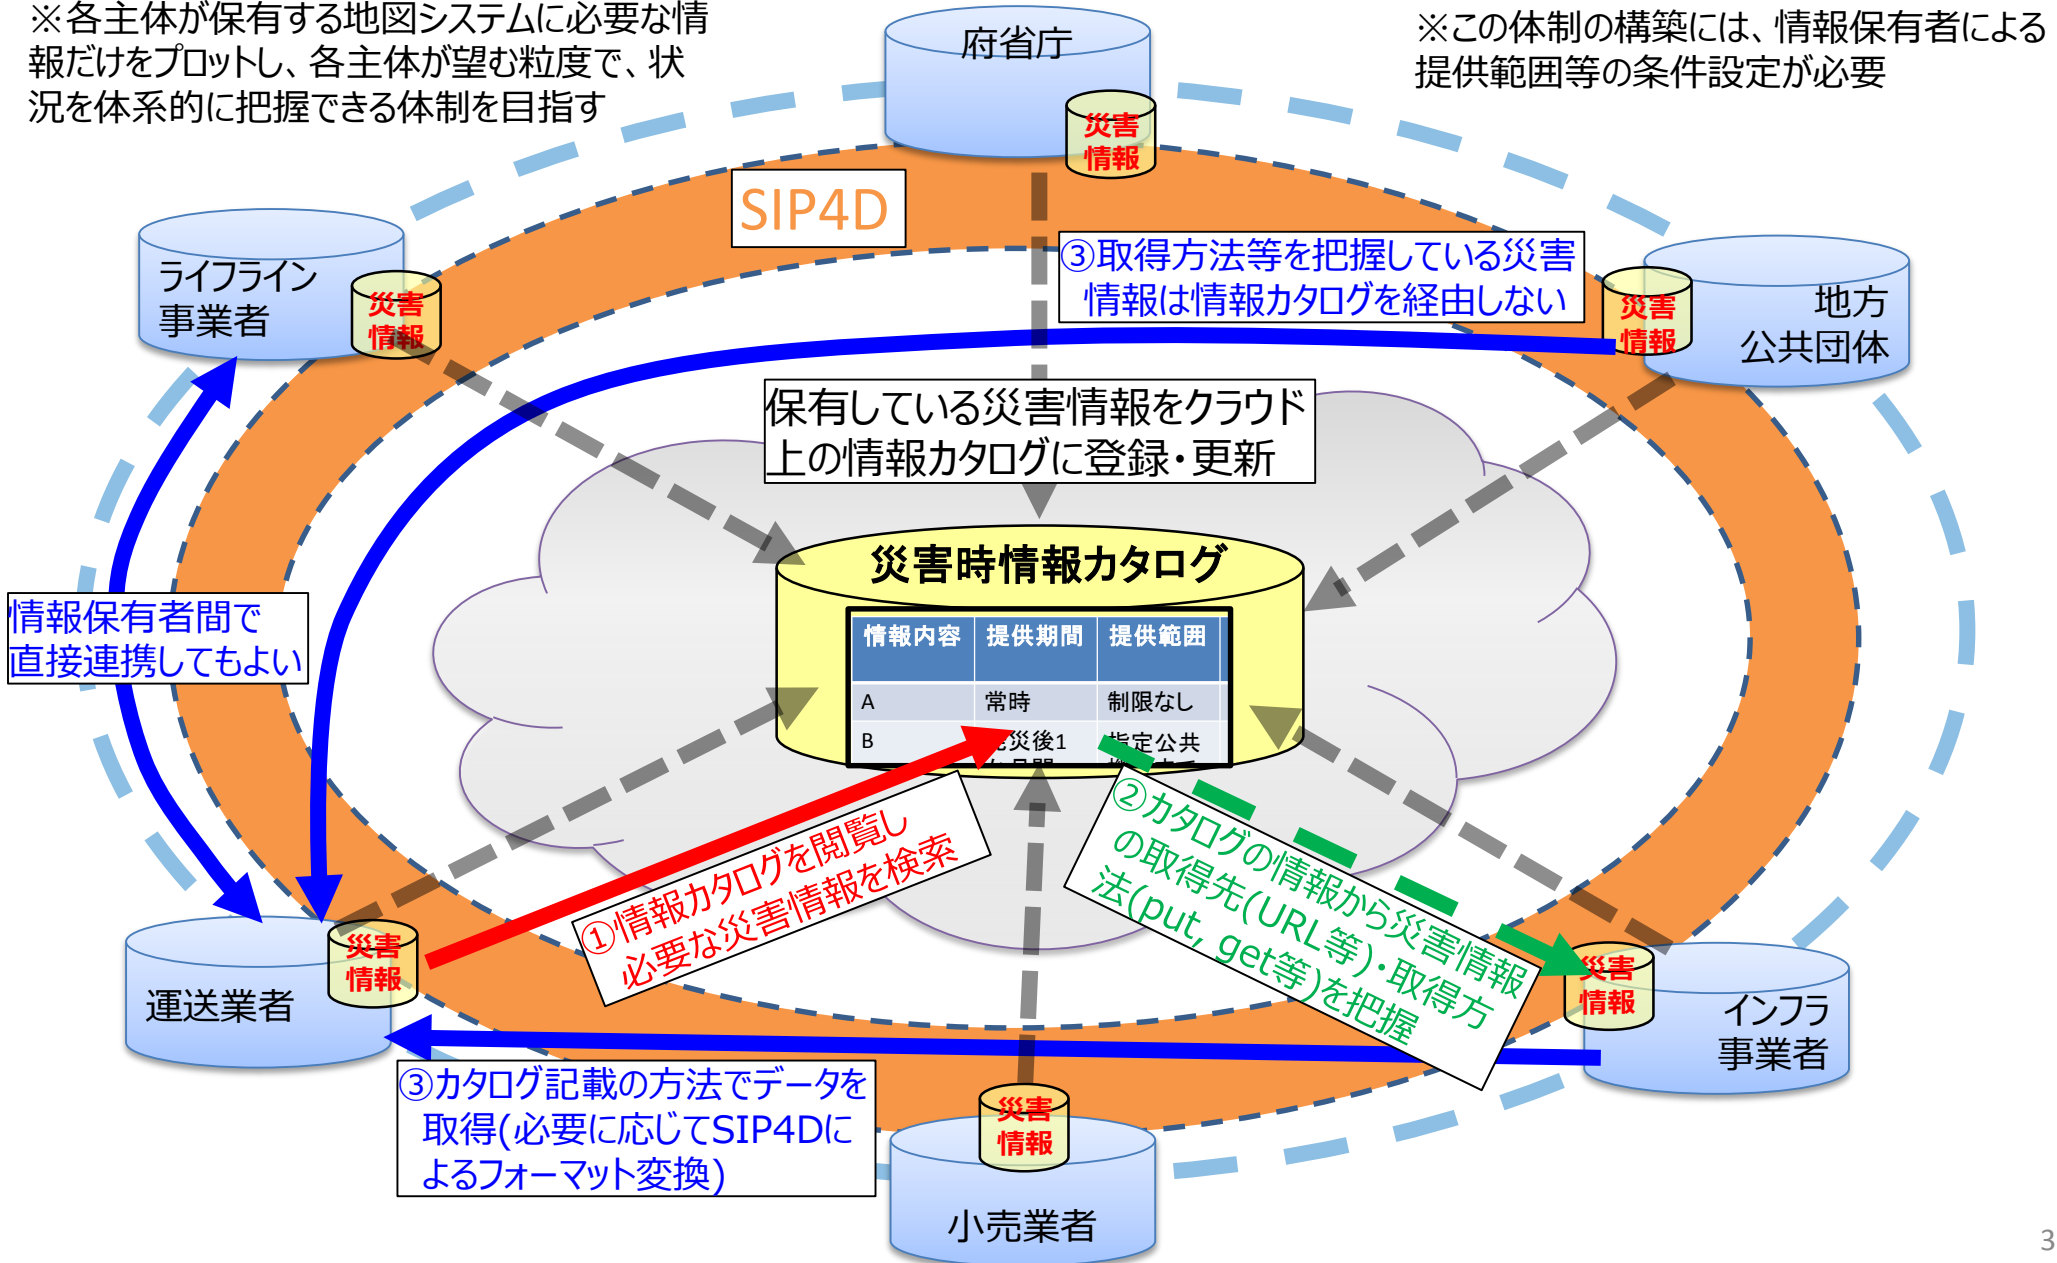 ※各主体が保有する地図システムに必要な情
報だけをプロットし、各主体が望む粒度で、状
況を体系的に把握できる体制を目指す
府省庁
災害
情報
※この体制の構築には、情報保有者による
提供範囲等の条件設定が必要
SIP4D
ライフライン
事業者
災害
情報
③取得方法等を把握している災害
情報は情報カタログを経由しない
災害
情報
地方
公共団体
保有している災害情報をクラウド
上の情報カタログに登録・更新
災害時情報カタログ
情報内容 提供期間 提供範囲
A 常時 制限なし
B 災後1 指定公共
情報保有者間で
直接連携してもよい
①情報カタログを閲覧し
必要な災害情報を検索
②カタログの情報から災害情報
の取得先(URL等)・取得方
法(put, get等)を把握
運送業者
災害
情報
災害
情報
インフラ
事業者
③カタログ記載の方法でデータを
取得(必要に応じてSIP4Dに
よるフォーマット変換)
災害
情報
小売業者
3